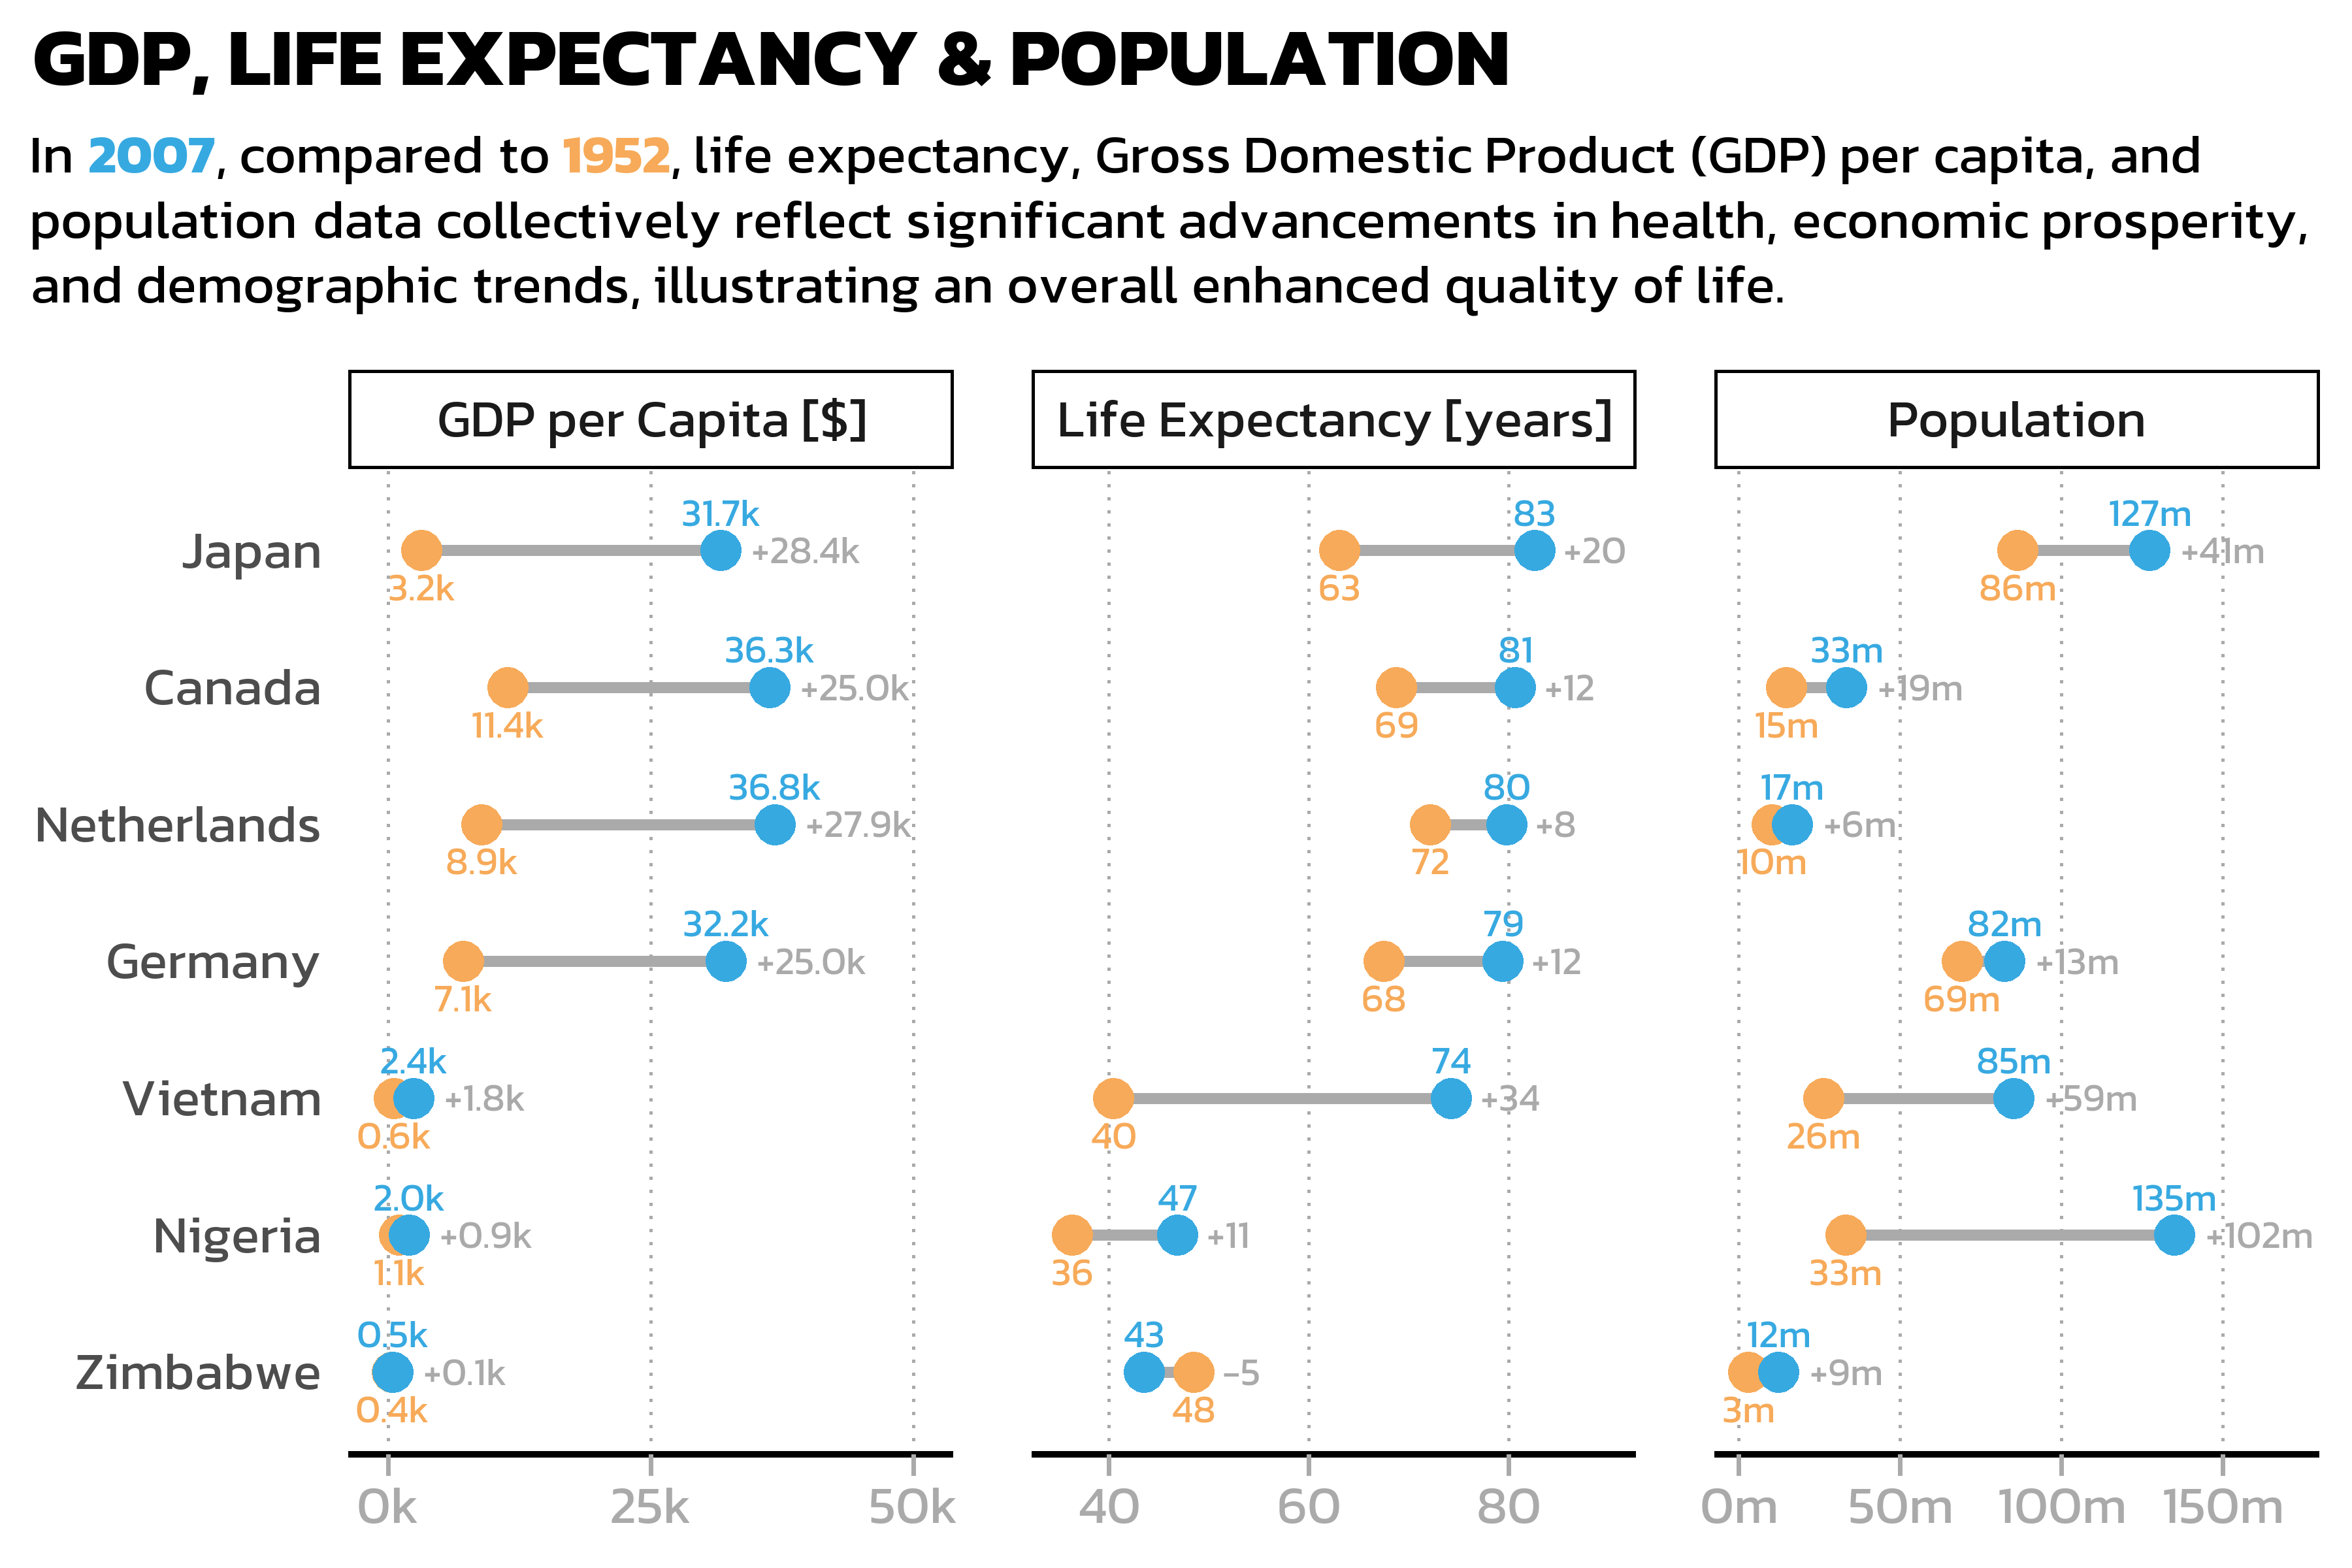 GDP, LIFE EXPECTANCY & POPULATION
In 2007, compared to 1952, life expectancy, Gross Domestic Product (GDP) per capita, and
population data collectively reflect significant advancements in health, economic prosperity,
and demographic trends, illustrating an overall enhanced quality of life.
GDP per Capita [$] Life Expectancy [years] Population
31.7k 83 127m
Japan +28.4k +20 +41m
3.2k 63 86m
36.3k 81 33m
Canada +25.0k +12 +19m
11.4k 69 15m
36.8k 80 17m
Netherlands +27.9k +8 +6m
8.9k 72 10m
32.2k 79 82m
Germany +25.0k +12 +13m
7.1k 68 69m
2.4k 74 85m
Vietnam +1.8k +34 +59m
0.6k 40 26m
2.0k 47 135m
Nigeria +0.9k +11 +102m
1.1k 36 33m
0.5k 43 12m
Zimbabwe +0.1k −5 +9m
0.4k 48 3m
0k 25k 50k 40 60 80 0m 50m 100m 150m